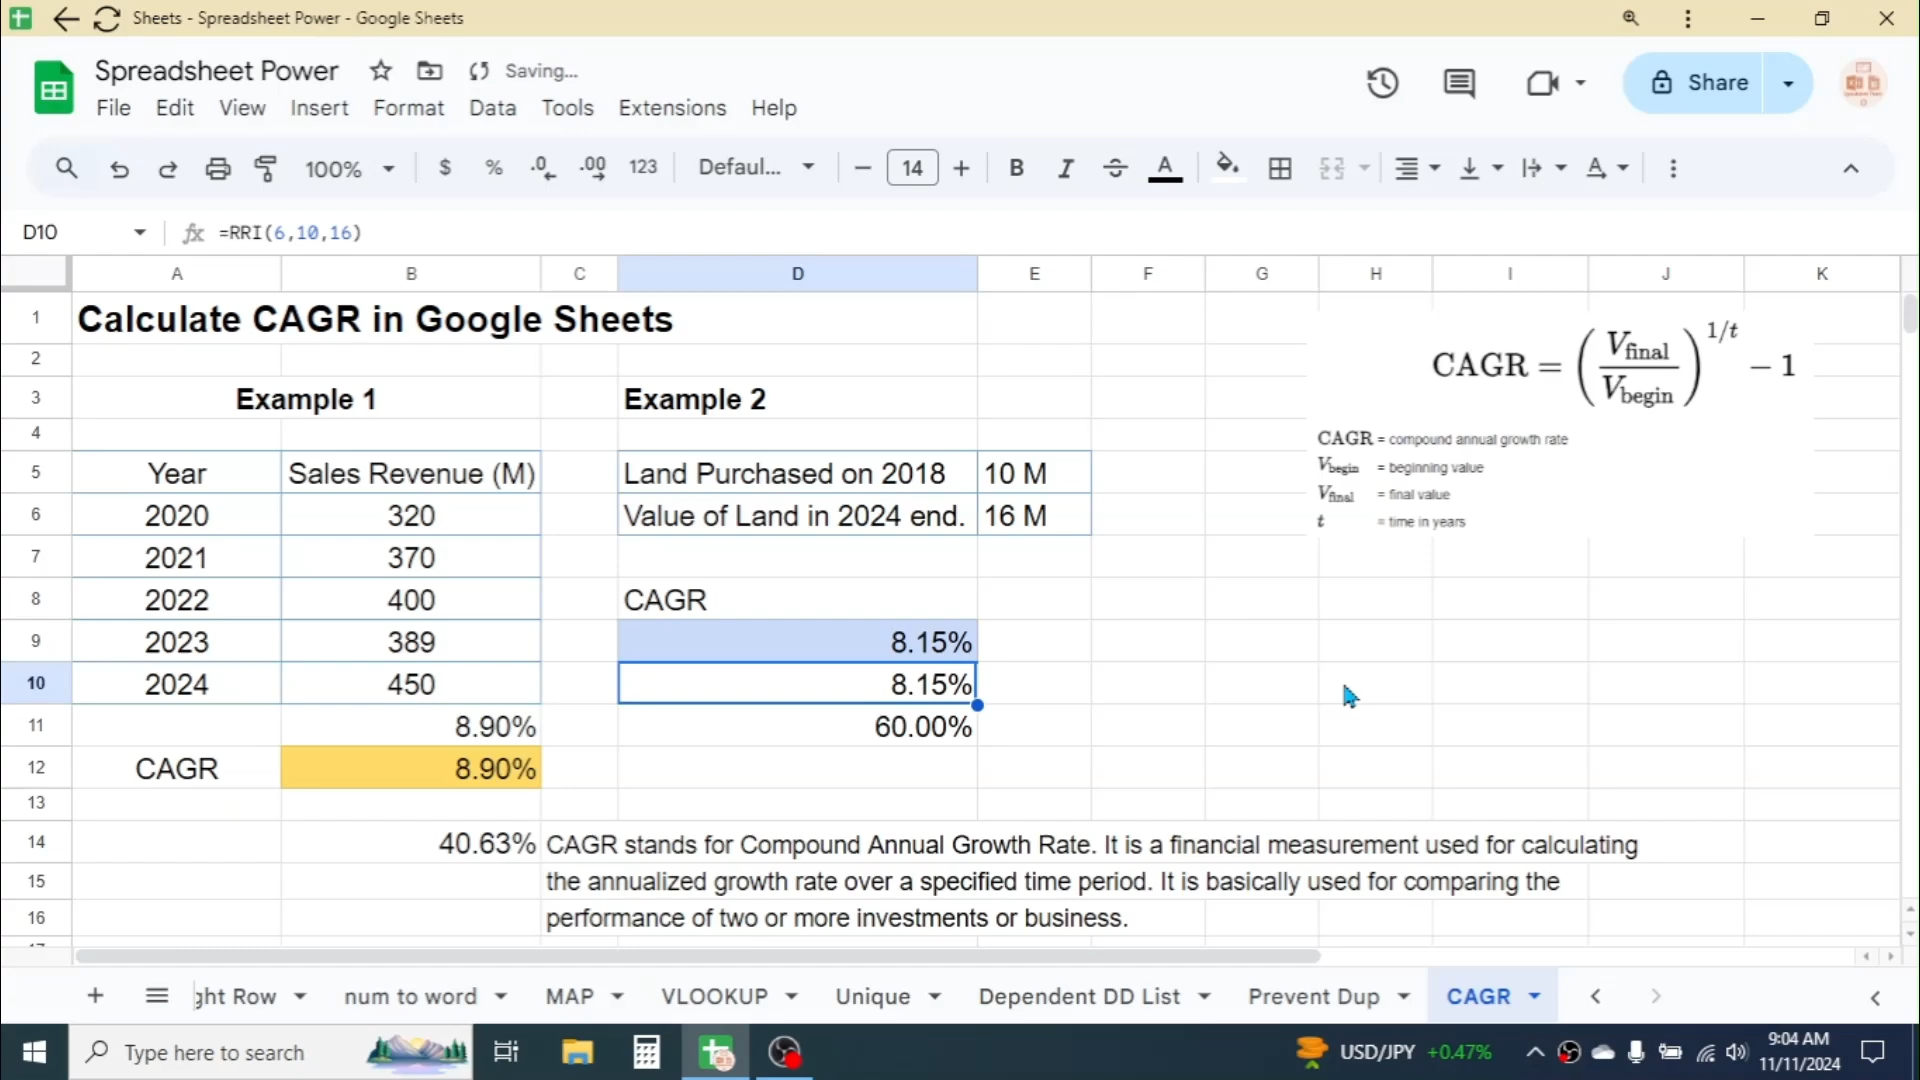 Sheets - Spreadsheet Power - Google Sheets
Spreadsheet Power Saving...
Share
File Edit View Insert Format Data Tools Extensions Help
100% $ % .0 .00 123 Defaul... 14 B I A
D10 fx =RRI(6,10,16)
A B C D E F G H I J K
1 Calculate CAGR in Google Sheets
CAGR = (Vfinal / Vbegin)^1/t − 1
2
3 Example 1 Example 2
4
CAGR = compound annual growth rate
Vbegin = beginning value
Vfinal = final value
t = time in years
5 Year Sales Revenue (M) Land Purchased on 2018 10 M
6 2020 320 Value of Land in 2024 end. 16 M
7 2021 370
8 2022 400 CAGR
9 2023 389 8.15%
10 2024 450 8.15%
11 8.90% 60.00%
12 CAGR 8.90%
13
14 40.63% CAGR stands for Compound Annual Growth Rate. It is a financial measurement used for calculating
15 the annualized growth rate over a specified time period. It is basically used for comparing the
16 performance of two or more investments or business.
ght Row num to word MAP VLOOKUP Unique Dependent DD List Prevent Dup CAGR
Type here to search
USD/JPY +0.47%
9:04 AM
11/11/2024